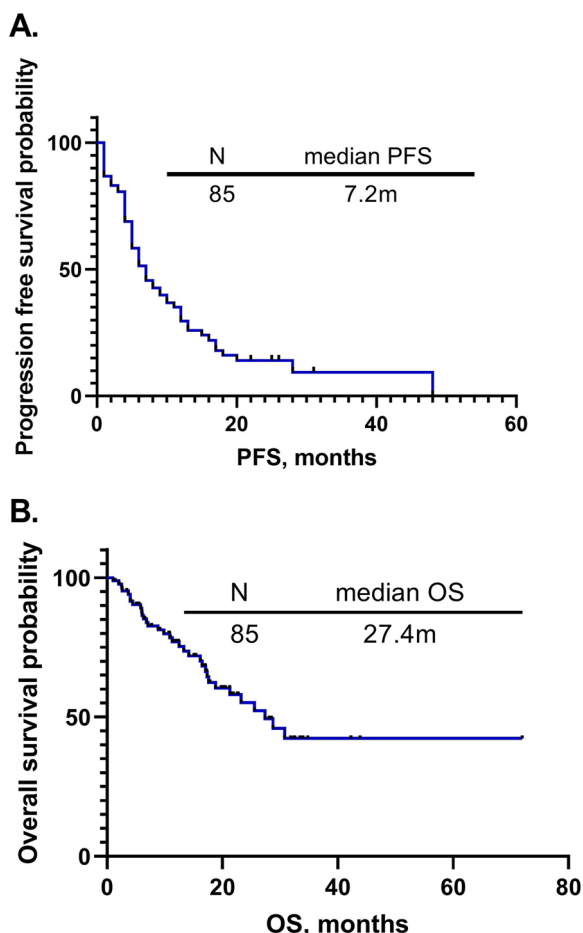 A.
Progression free survival probability
N median PFS
85 7.2m
100
50
0
0 20 40 60
PFS, months
B.
Overall survival probability
N median OS
85 27.4m
100
50
0
0 20 40 60 80
OS, months